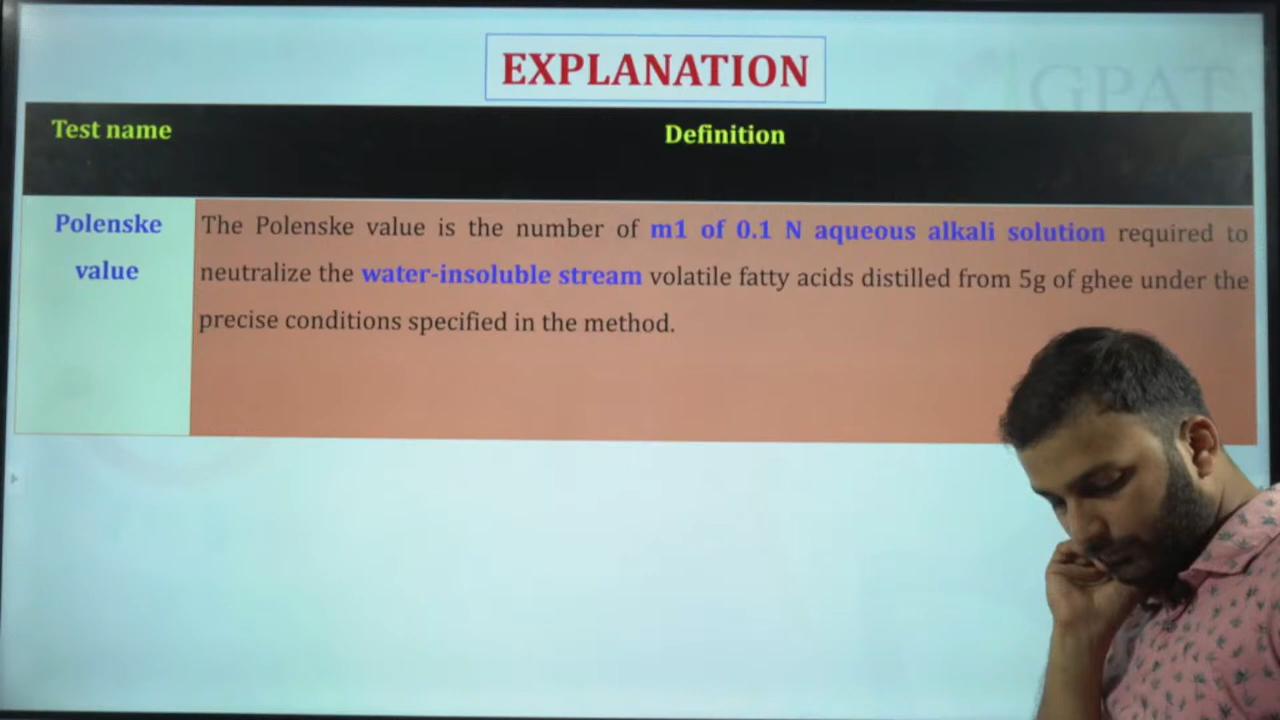 EXPLANATION
GPAT
Test name
Definition
Polenske
value
The Polenske value is the number of m1 of 0.1 N aqueous alkali solution required to
neutralize the water-insoluble stream volatile fatty acids distilled from 5g of ghee under the
precise conditions specified in the method.